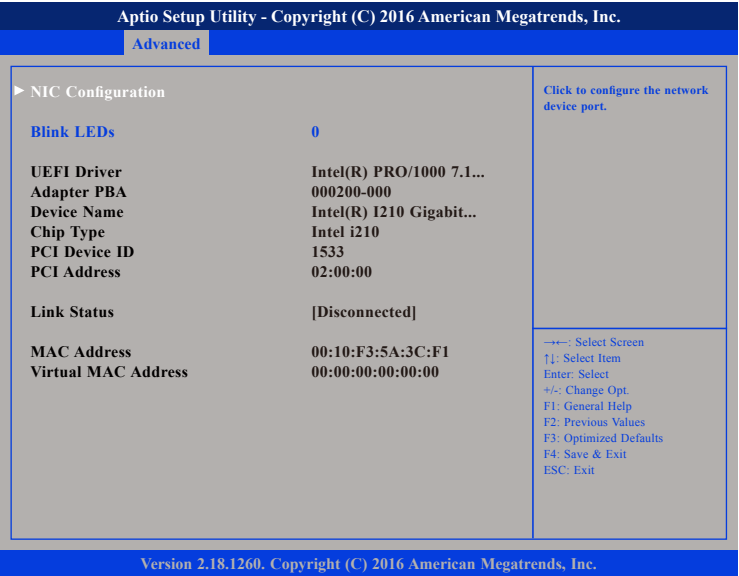 Aptio Setup Utility - Copyright (C) 2016 American Megatrends, Inc.
Advanced
► NIC Configuration
Blink LEDs 0
UEFI Driver Intel(R) PRO/1000 7.1...
Adapter PBA 000200-000
Device Name Intel(R) I210 Gigabit...
Chip Type Intel i210
PCI Device ID 1533
PCI Address 02:00:00
Link Status [Disconnected]
MAC Address 00:10:F3:5A:3C:F1
Virtual MAC Address 00:00:00:00:00:00
Click to configure the network
device port.
→←: Select Screen
↑↓: Select Item
Enter: Select
+/-: Change Opt.
F1: General Help
F2: Previous Values
F3: Optimized Defaults
F4: Save & Exit
ESC: Exit
Version 2.18.1260. Copyright (C) 2016 American Megatrends, Inc.